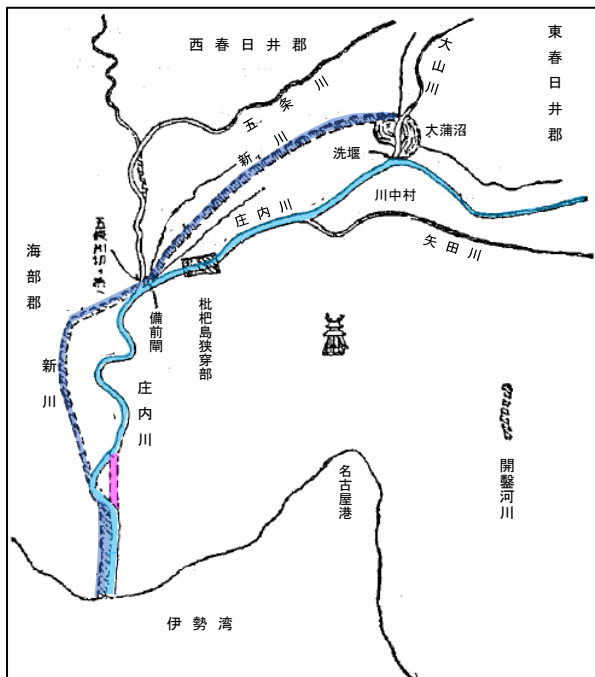 西春日井郡
東春日井郡
大山川
五条川
新川
大蒲沼
洗堰
川中村
庄内川
矢田川
海部郡
備前閘
枇杷島狭穿部
新川
庄内川
名古屋港
開鑿河川
伊勢湾